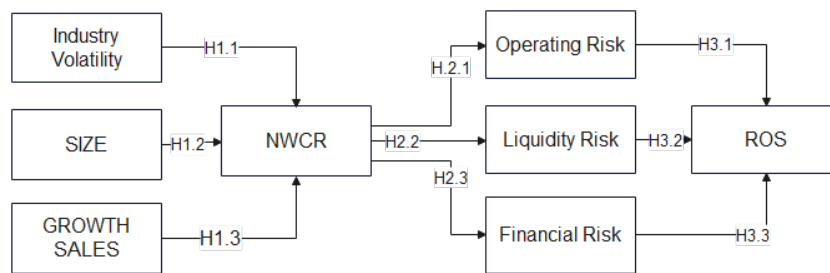 Industry
Volatility
H1.1
SIZE
H1.2
GROWTH
SALES
H1.3
NWCR
H.2.1
H2.2
H2.3
Operating Risk
H3.1
Liquidity Risk
H3.2
Financial Risk
H3.3
ROS